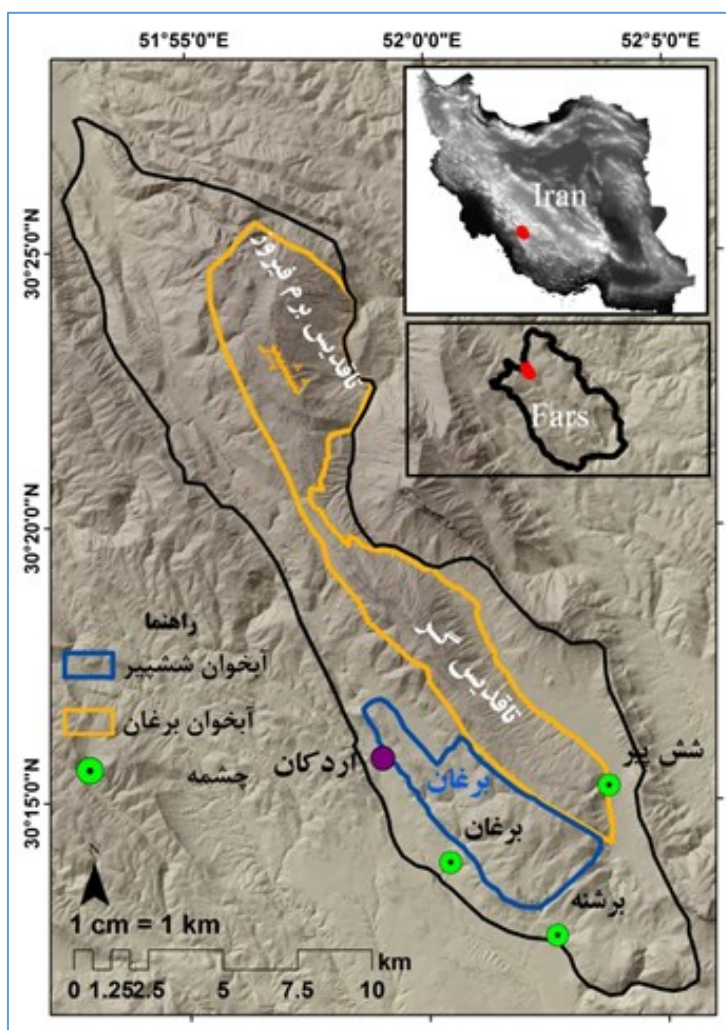 51°55'0"E
52°0'0"E
52°5'0"E
30°25'0"N
30°20'0"N
30°15'0"N
Iran
Fars
تاقدیس برم فیروز
ششپیر
تاقدیس گر
راهنما
آبخوان ششپیر
آبخوان برغان
چشمه
اردکان
برغان
برغان
شش پیر
برشنه
N
1 cm = 1 km
km
0 1.25 2.5 5 7.5 10